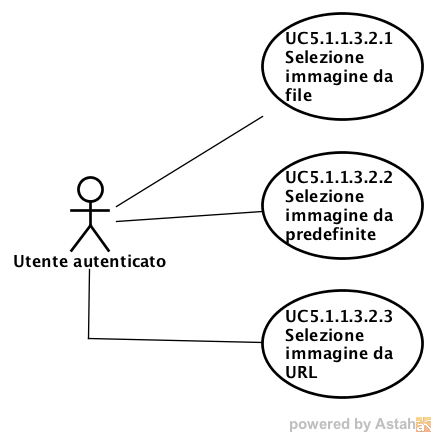 UC5.1.1.3.2.1
Selezione
immagine da
file
UC5.1.1.3.2.2
Selezione
immagine da
predefinite
Utente autenticato
UC5.1.1.3.2.3
Selezione
immagine da
URL
powered by Astah